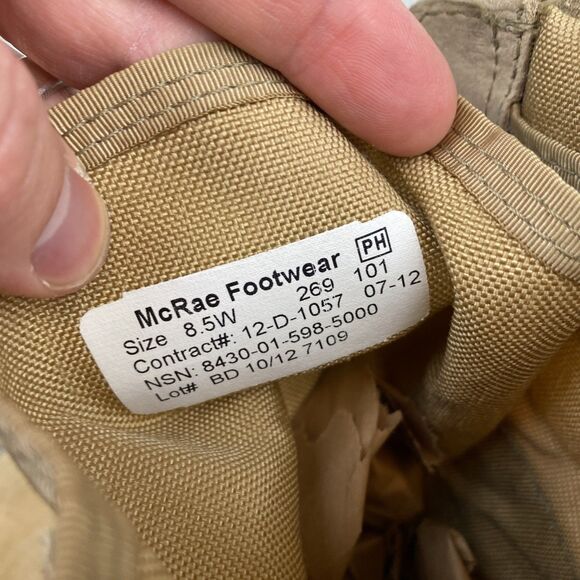 McRae Footwear PH
Size 8.5W 269 101
Contract#: 12-D-1057 07-12
NSN: 8430-01-598-5000
Lot# BD 10/12 7109